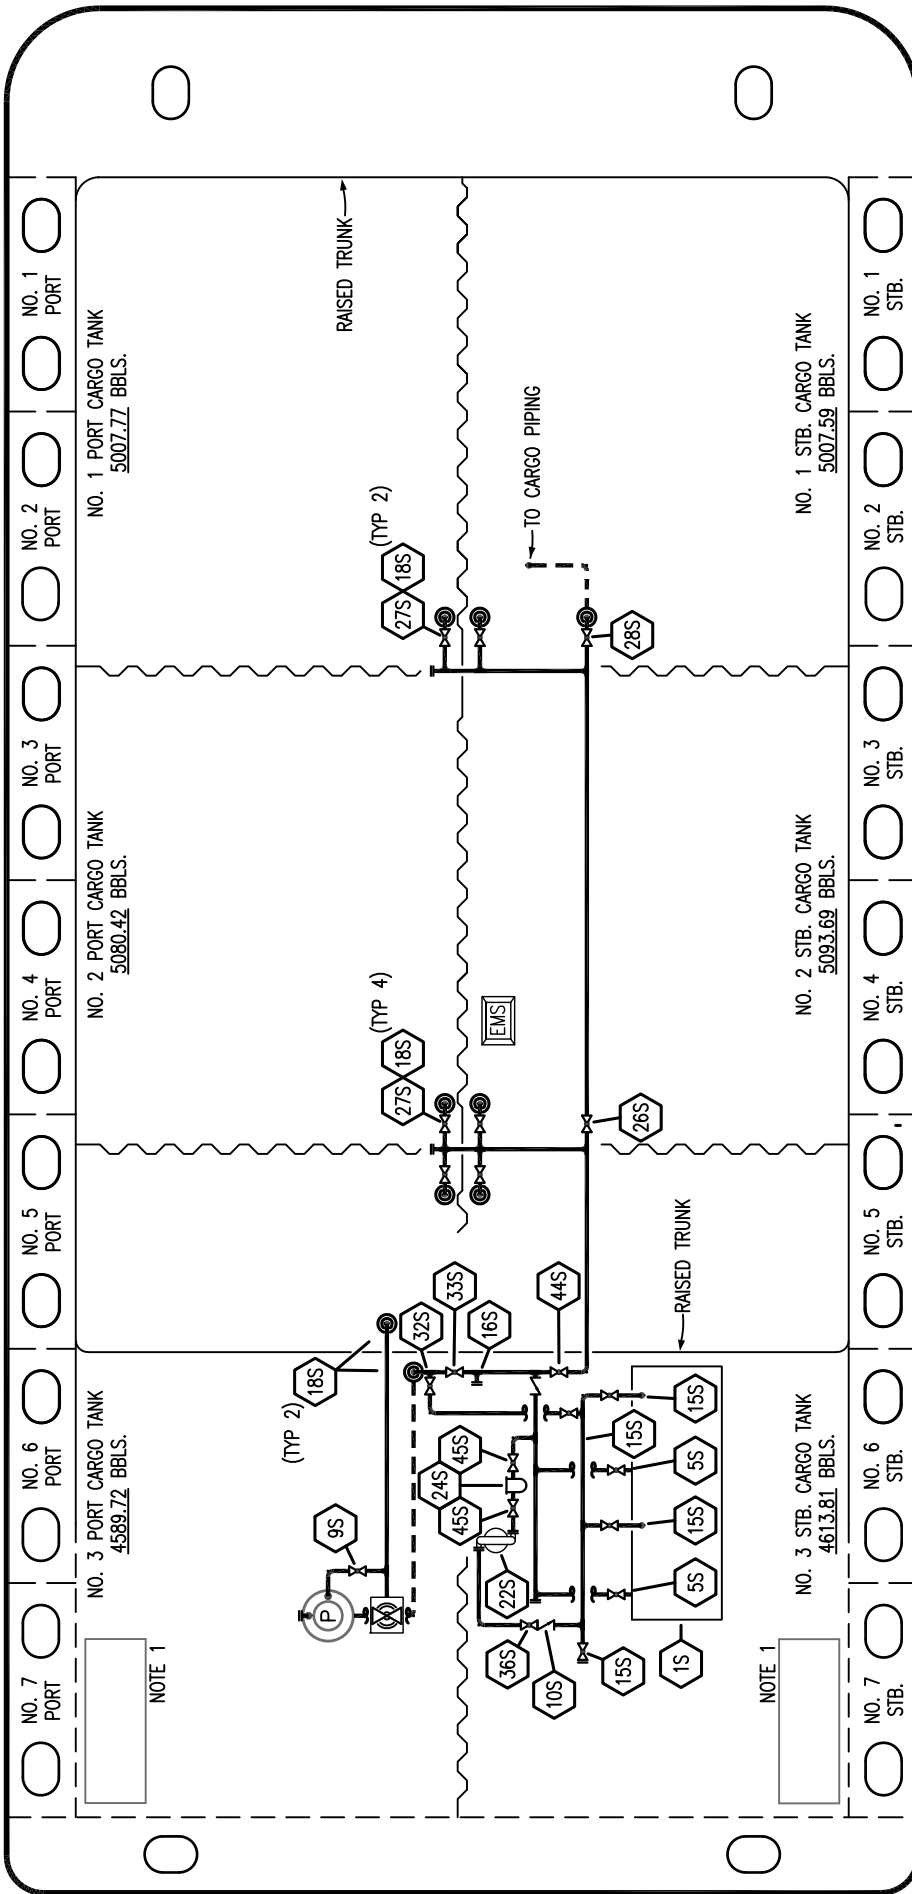 NO. 1
PORT
NO. 2
PORT
NO. 3
PORT
NO. 4
PORT
NO. 5
PORT
NO. 6
PORT
NO. 7
PORT
NO. 1 PORT CARGO TANK
5007.77 BBLS.
NO. 2 PORT CARGO TANK
5080.42 BBLS.
NO. 3 PORT CARGO TANK
4589.72 BBLS.
NOTE 1
RAISED TRUNK
(TYP 2)
27S
18S
(TYP 4)
27S
18S
EMS
TO CARGO PIPING
28S
26S
(TYP 2)
18S
9S
P
32S
33S
16S
44S
45S
24S
45S
22S
36S
10S
15S
15S
15S
5S
15S
5S
1S
RAISED TRUNK
NO. 1 STB. CARGO TANK
5007.59 BBLS.
NO. 2 STB. CARGO TANK
5093.69 BBLS.
NO. 3 STB. CARGO TANK
4613.81 BBLS.
NOTE 1
NO. 1
STB.
NO. 2
STB.
NO. 3
STB.
NO. 4
STB.
NO. 5
STB.
NO. 6
STB.
NO. 7
STB.